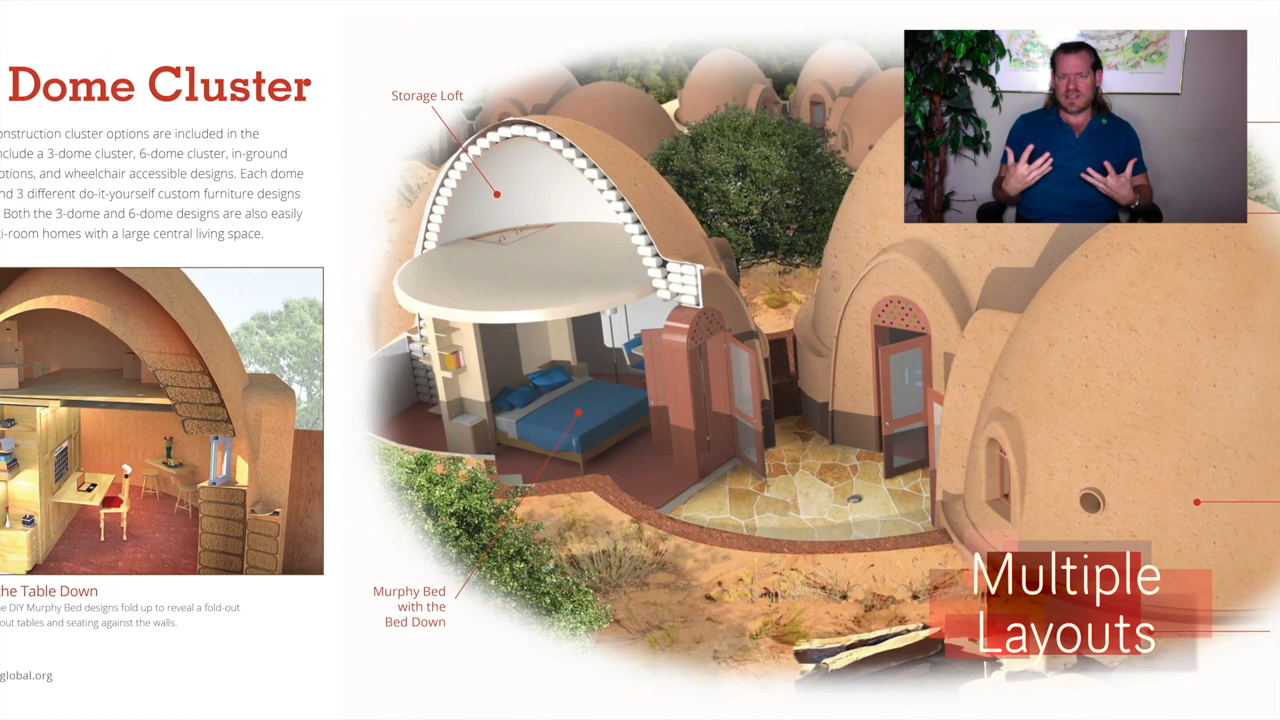 Dome Cluster
onstruction cluster options are included in the
nclude a 3-dome cluster, 6-dome cluster, in-ground
ptions, and wheelchair accessible designs. Each dome
nd 3 different do-it-yourself custom furniture designs
Both the 3-dome and 6-dome designs are also easily
ti-room homes with a large central living space.
the Table Down
e DIY Murphy Bed designs fold up to reveal a fold-out
out tables and seating against the walls.
global.org
Storage Loft
Murphy Bed
with the
Bed Down
Multiple
Layouts